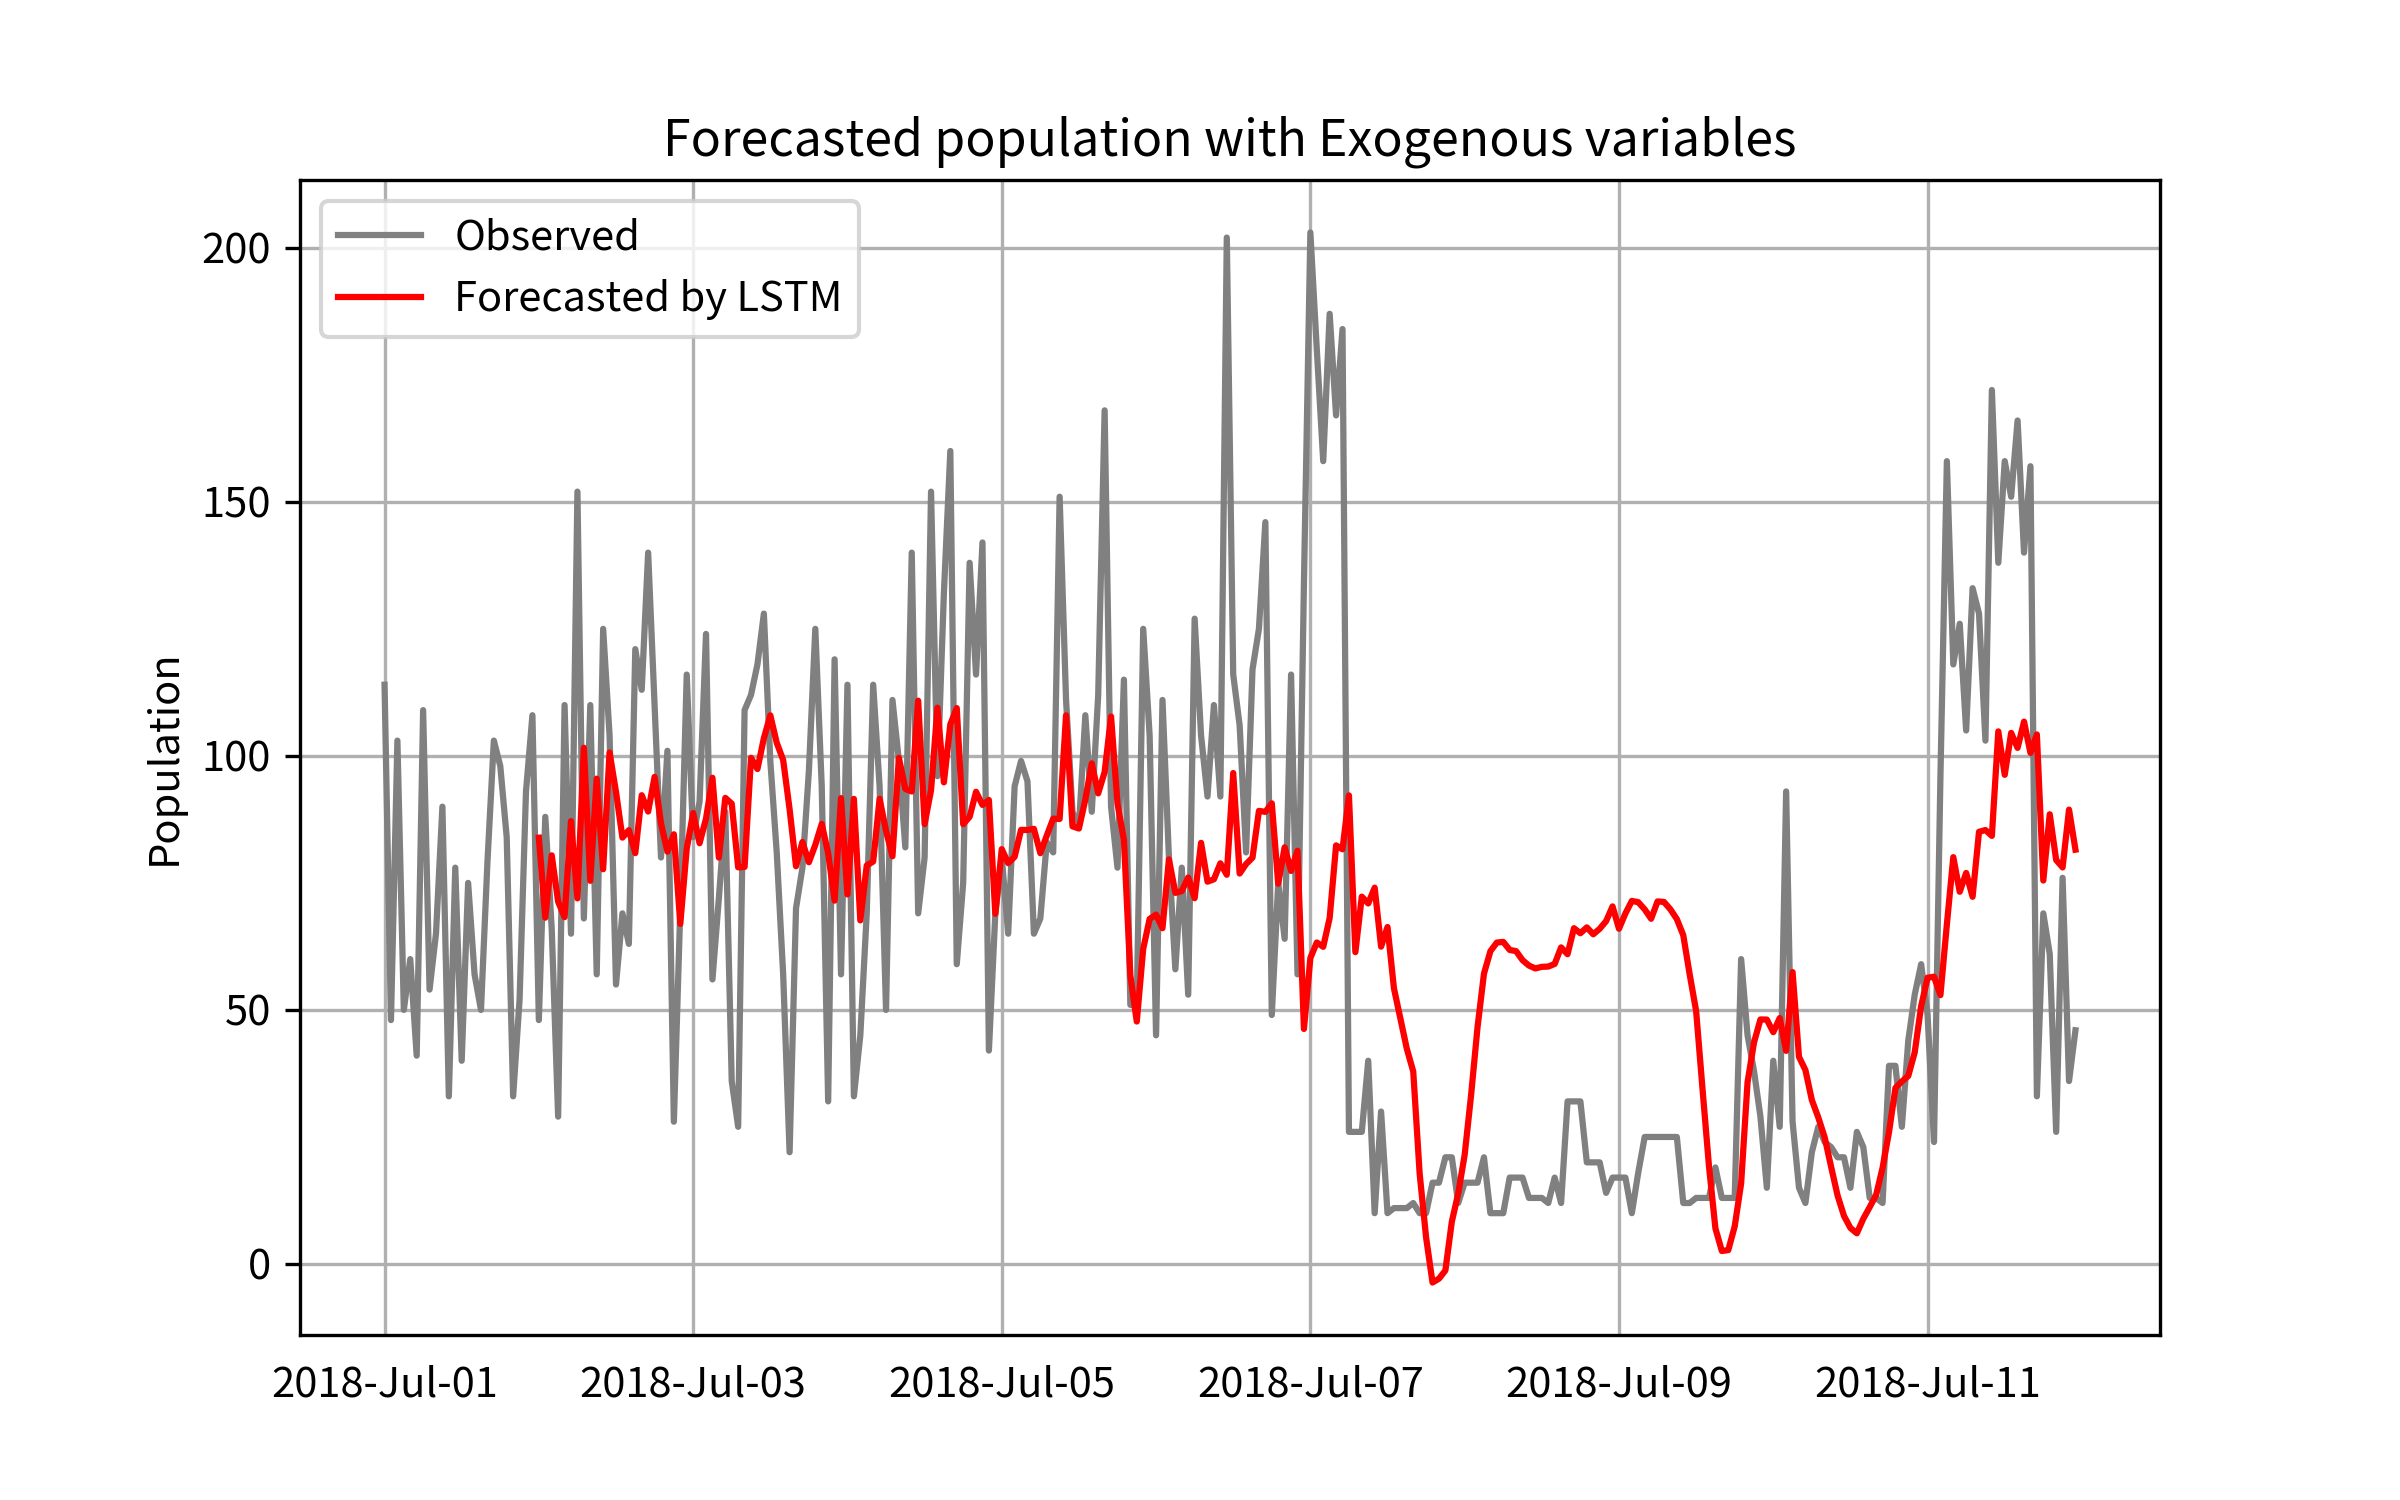 Forecasted population with Exogenous variables
Observed
Forecasted by LSTM
Population
200
150
100
50
0
2018-Jul-01 2018-Jul-03 2018-Jul-05 2018-Jul-07 2018-Jul-09 2018-Jul-11